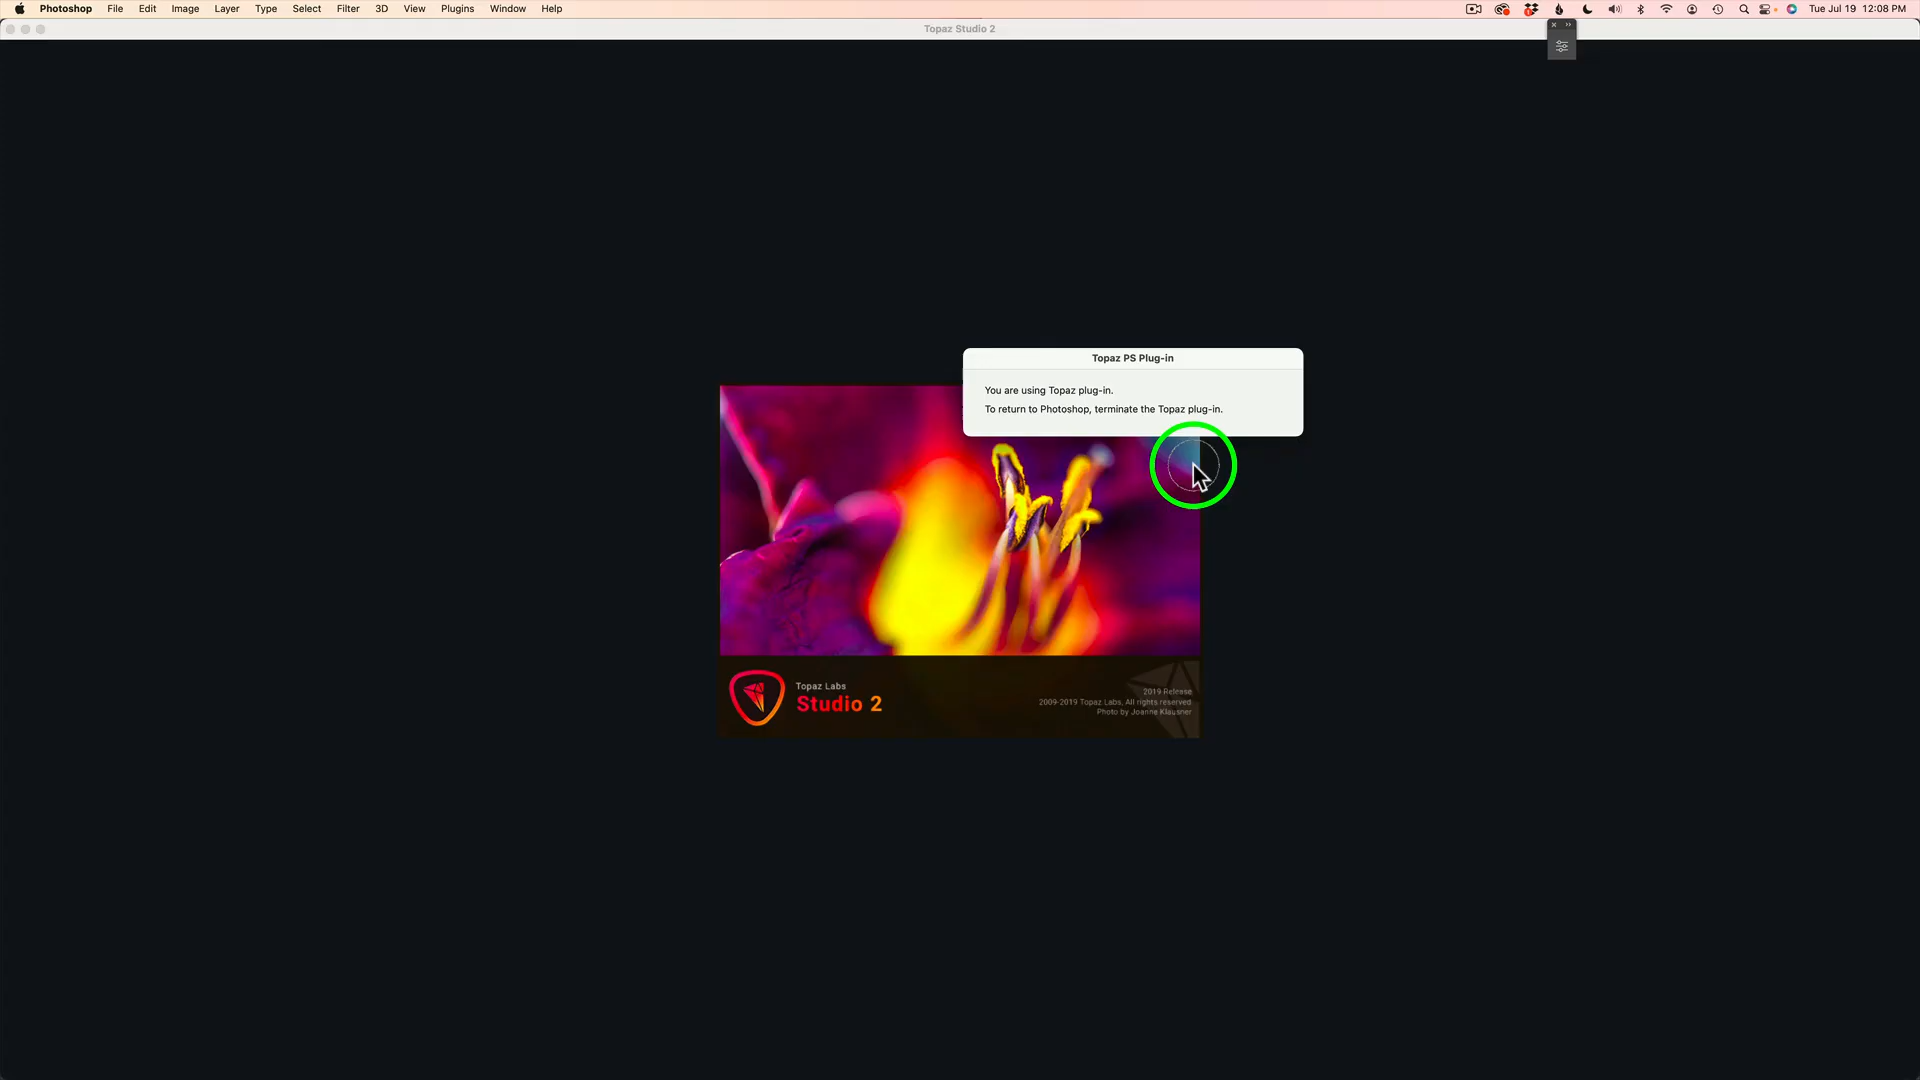 Photoshop File Edit Image Layer Type Select Filter 3D View Plugins Window Help Tue Jul 19 12:08 PM
Topaz Studio 2
Topaz PS Plug-in
You are using Topaz plug-in.
To return to Photoshop, terminate the Topaz plug-in.
Topaz Labs
Studio 2
2019 Release
2009-2019 Topaz Labs, All rights reserved
Photo by Joanne Klausner